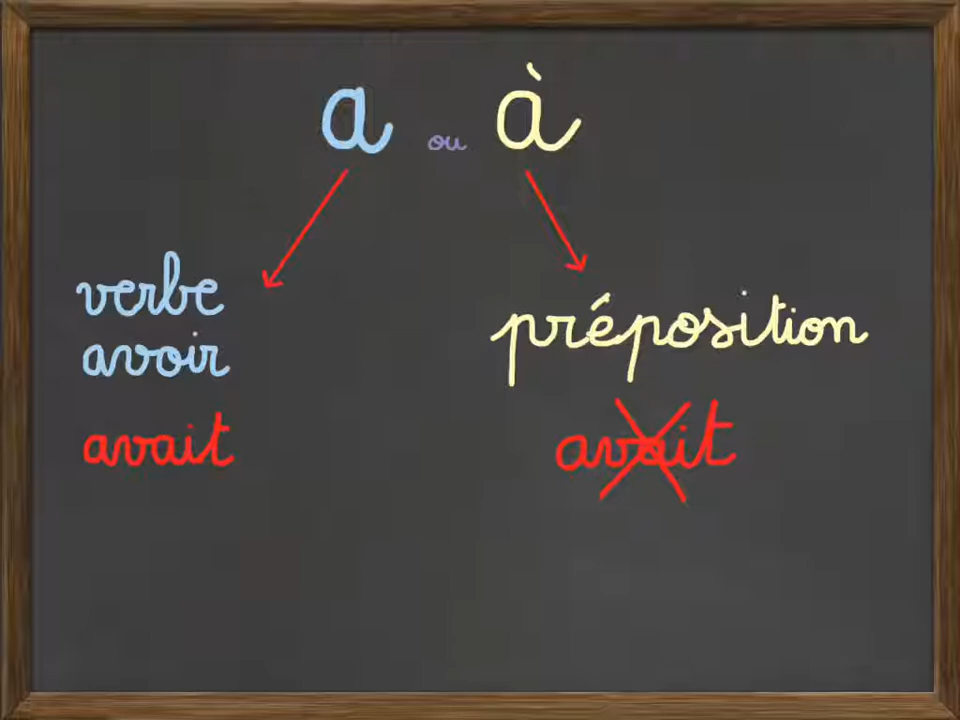 a ou à
verbe
avoir
avait
préposition
avait